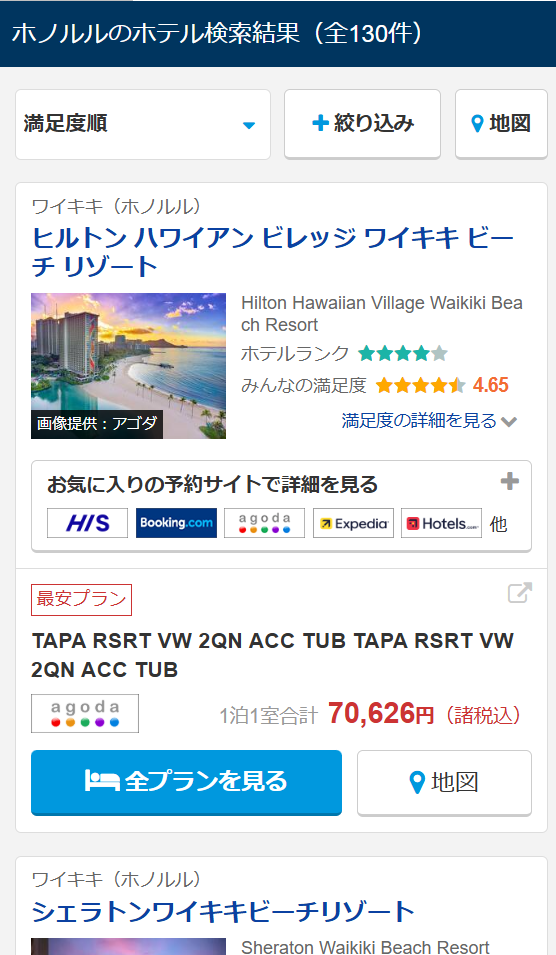 ホノルルのホテル検索結果（全130件）
満足度順
絞り込み
地図
ワイキキ（ホノルル）
ヒルトン ハワイアン ビレッジ ワイキキ ビー
チ リゾート
Hilton Hawaiian Village Waikiki Bea
ch Resort
ホテルランク
みんなの満足度 4.65
満足度の詳細を見る
画像提供：アゴダ
お気に入りの予約サイトで詳細を見る
HIS Booking.com agoda Expedia Hotels.com 他
最安プラン
TAPA RSRT VW 2QN ACC TUB TAPA RSRT VW
2QN ACC TUB
agoda
1泊1室合計 70,626円（諸税込）
全プランを見る
地図
ワイキキ（ホノルル）
シェラトンワイキキビーチリゾート
Sheraton Waikiki Beach Resort